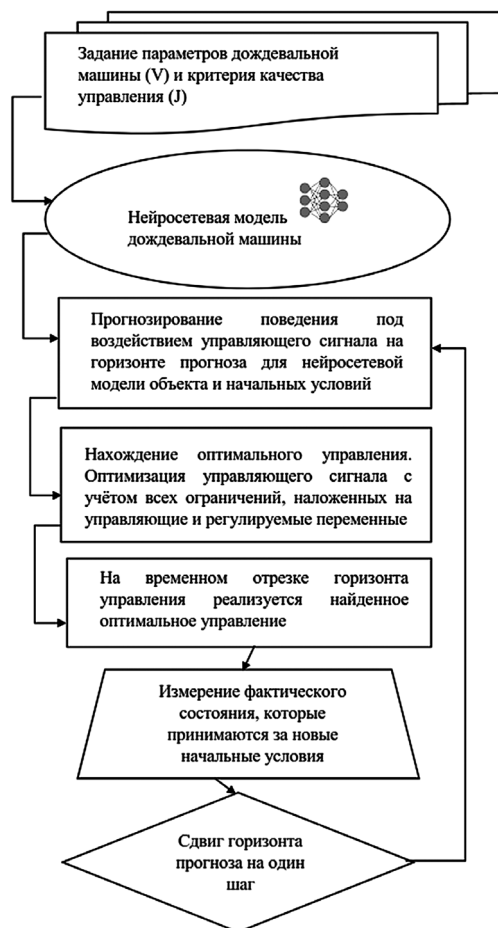 Задание параметров дождевальной
машины (V) и критерия качества
управления (J)
Нейросетевая модель
дождевальной машины
Прогнозирование поведения под
воздействием управляющего сигнала на
горизонте прогноза для нейросетевой
модели объекта и начальных условий
Нахождение оптимального управления.
Оптимизация управляющего сигнала с
учётом всех ограничений, наложенных на
управляющие и регулируемые переменные
На временном отрезке горизонта
управления реализуется найденное
оптимальное управление
Измерение фактического
состояния, которые
принимаются за новые
начальные условия
Сдвиг горизонта
прогноза на один
шаг